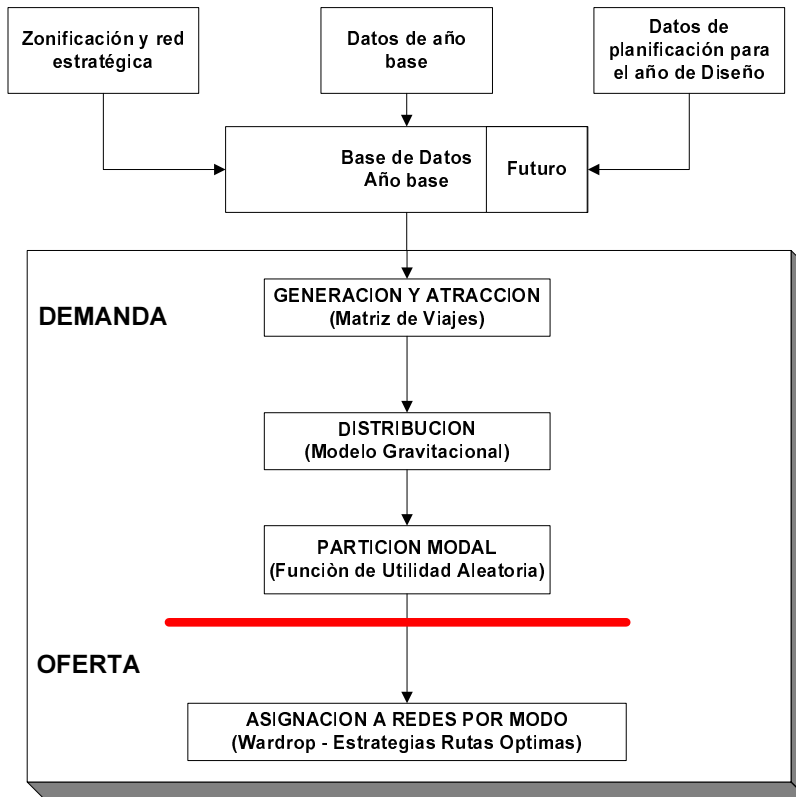 Zonificación y red
estratégica
Datos de año
base
Datos de
planificación para
el año de Diseño
Base de Datos
Año base
Futuro
DEMANDA
GENERACION Y ATRACCION
(Matriz de Viajes)
DISTRIBUCION
(Modelo Gravitacional)
PARTICION MODAL
(Funciòn de Utilidad Aleatoria)
OFERTA
ASIGNACION A REDES POR MODO
(Wardrop - Estrategias Rutas Optimas)